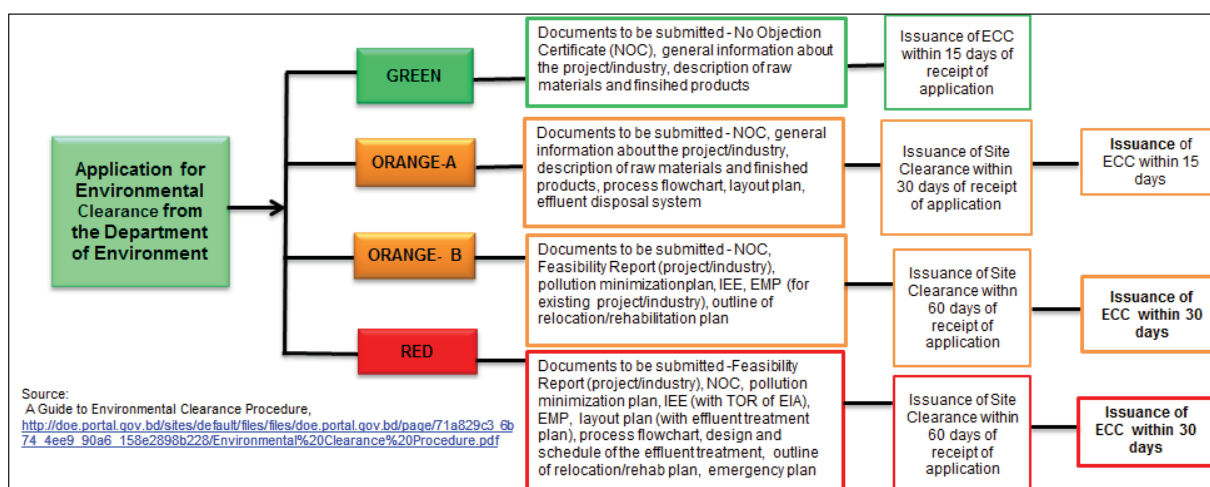 Application for
Environmental
Clearance from
the Department
of Environment
GREEN
Documents to be submitted - No Objection
Certificate (NOC), general information about
the project/industry, description of raw
materials and finsihed products
Issuance of ECC
within 15 days of
receipt of
application
ORANGE-A
Documents to be submitted - NOC, general
information about the project/industry,
description of raw materials and finished
products, process flowchart, layout plan,
effluent disposal system
Issuance of Site
Clearance within
30 days of receipt
of application
Issuance of
ECC within 15
days
ORANGE- B
Documents to be submitted - NOC,
Feasibility Report (project/industry),
pollution minimizationplan, IEE, EMP (for
existing project/industry), outline of
relocation/rehabilitation plan
Issuance of Site
Clearance withn
60 days of
receipt of
application
Issuance of
ECC within 30
days
RED
Documents to be submitted -Feasibility
Report (project/industry), NOC, pollution
minimization plan, IEE (with TOR of EIA),
EMP, layout plan (with effluent treatment
plan), process flowchart, design and
schedule of the effluent treatment, outline
of relocation/rehab plan, emergency plan
Issuance of Site
Clearance within
60 days of
receipt of
application
Issuance of
ECC within 30
days
Source:
A Guide to Environmental Clearance Procedure,
http://doe.portal.gov.bd/sites/default/files/files/doe.portal.gov.bd/page/71a829c3_6b
74_4ee9_90a6_158e2898b228/Environmental%20Clearance%20Procedure.pdf